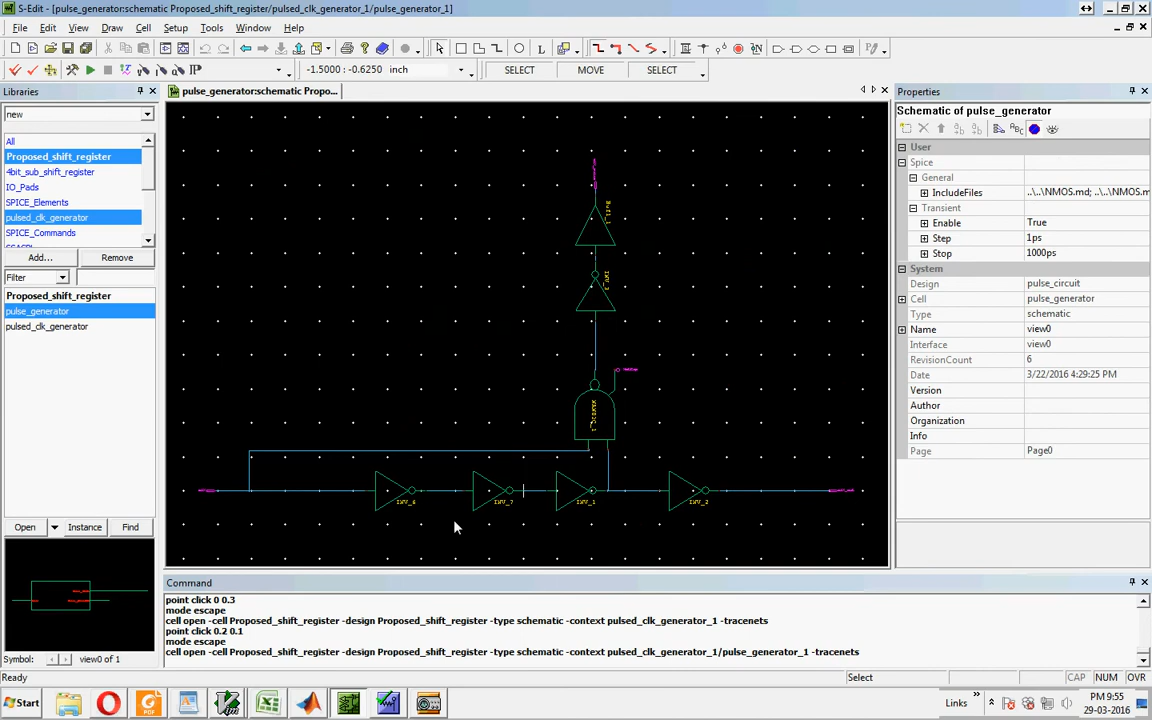 S-Edit - [pulse_generator:schematic Proposed_shift_register/pulsed_clk_generator_1/pulse_generator_1]
File Edit View Draw Cell Setup Tools Window Help
-1.5000 : -0.6250 inch SELECT MOVE SELECT
Libraries
new
All
Proposed_shift_register
4bit_sub_shift_register
IO_Pads
SPICE_Elements
pulsed_clk_generator
SPICE_Commands
Add... Remove
Filter
Proposed_shift_register
pulse_generator
pulsed_clk_generator
Open Instance Find
Symbol: view0 of 1
pulse_generator:schematic Propo...
INV_7
INV_1
INV_2
Properties
Schematic of pulse_generator
User
Spice
General
IncludeFiles ..\..\NMOS.md; ..\..\NMOS.m
Transient
Enable True
Step 1ps
Stop 1000ps
System
Design pulse_circuit
Cell pulse_generator
Type schematic
Name view0
Interface view0
RevisionCount 6
Date 3/22/2016 4:29:25 PM
Version
Author
Organization
Info
Page Page0
Command
point click 0 0.3
mode escape
cell open -cell Proposed_shift_register -design Proposed_shift_register -type schematic -context pulsed_clk_generator_1 -tracenets
point click 0.2 0.1
mode escape
cell open -cell Proposed_shift_register -design Proposed_shift_register -type schematic -context pulsed_clk_generator_1/pulse_generator_1 -tracenets
Ready Select CAP NUM OVR
Start Links » PM 9:55
29-03-2016